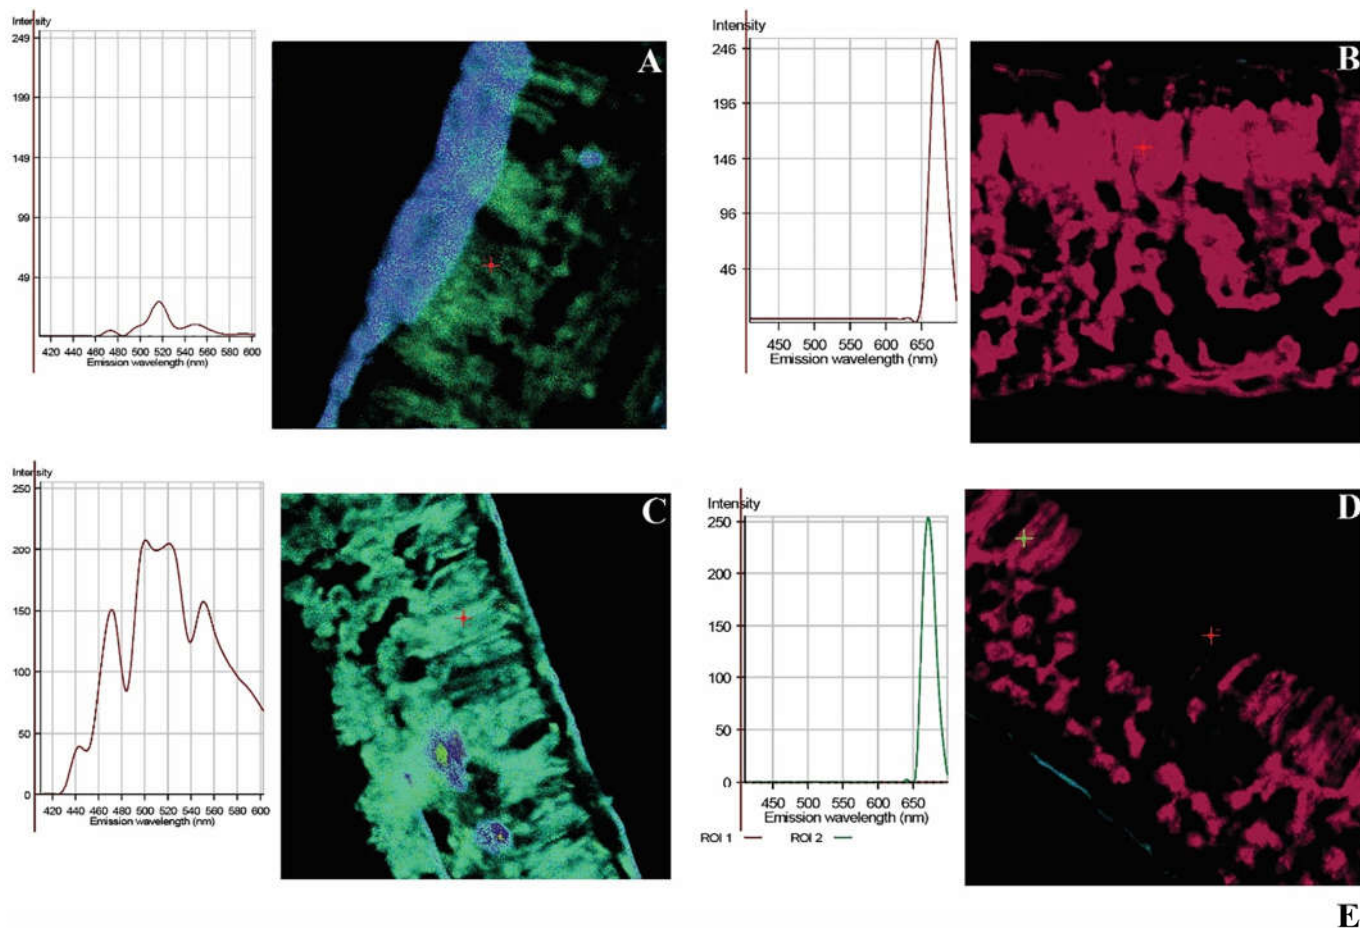 Intensity
249
199
149
99
49
420 440 460 480 500 520 540 560 580 600
Emission wavelength (nm)
A
Intensity
246
196
146
96
46
450 500 550 600 650
Emission wavelength (nm)
B
Intensity
250
200
150
100
50
0
420 440 460 480 500 520 540 560 580 600
Emission wavelength (nm)
C
Intensity
250
200
150
100
50
0
450 500 550 600 650
Emission wavelength (nm)
ROI 1 ROI 2
D
E